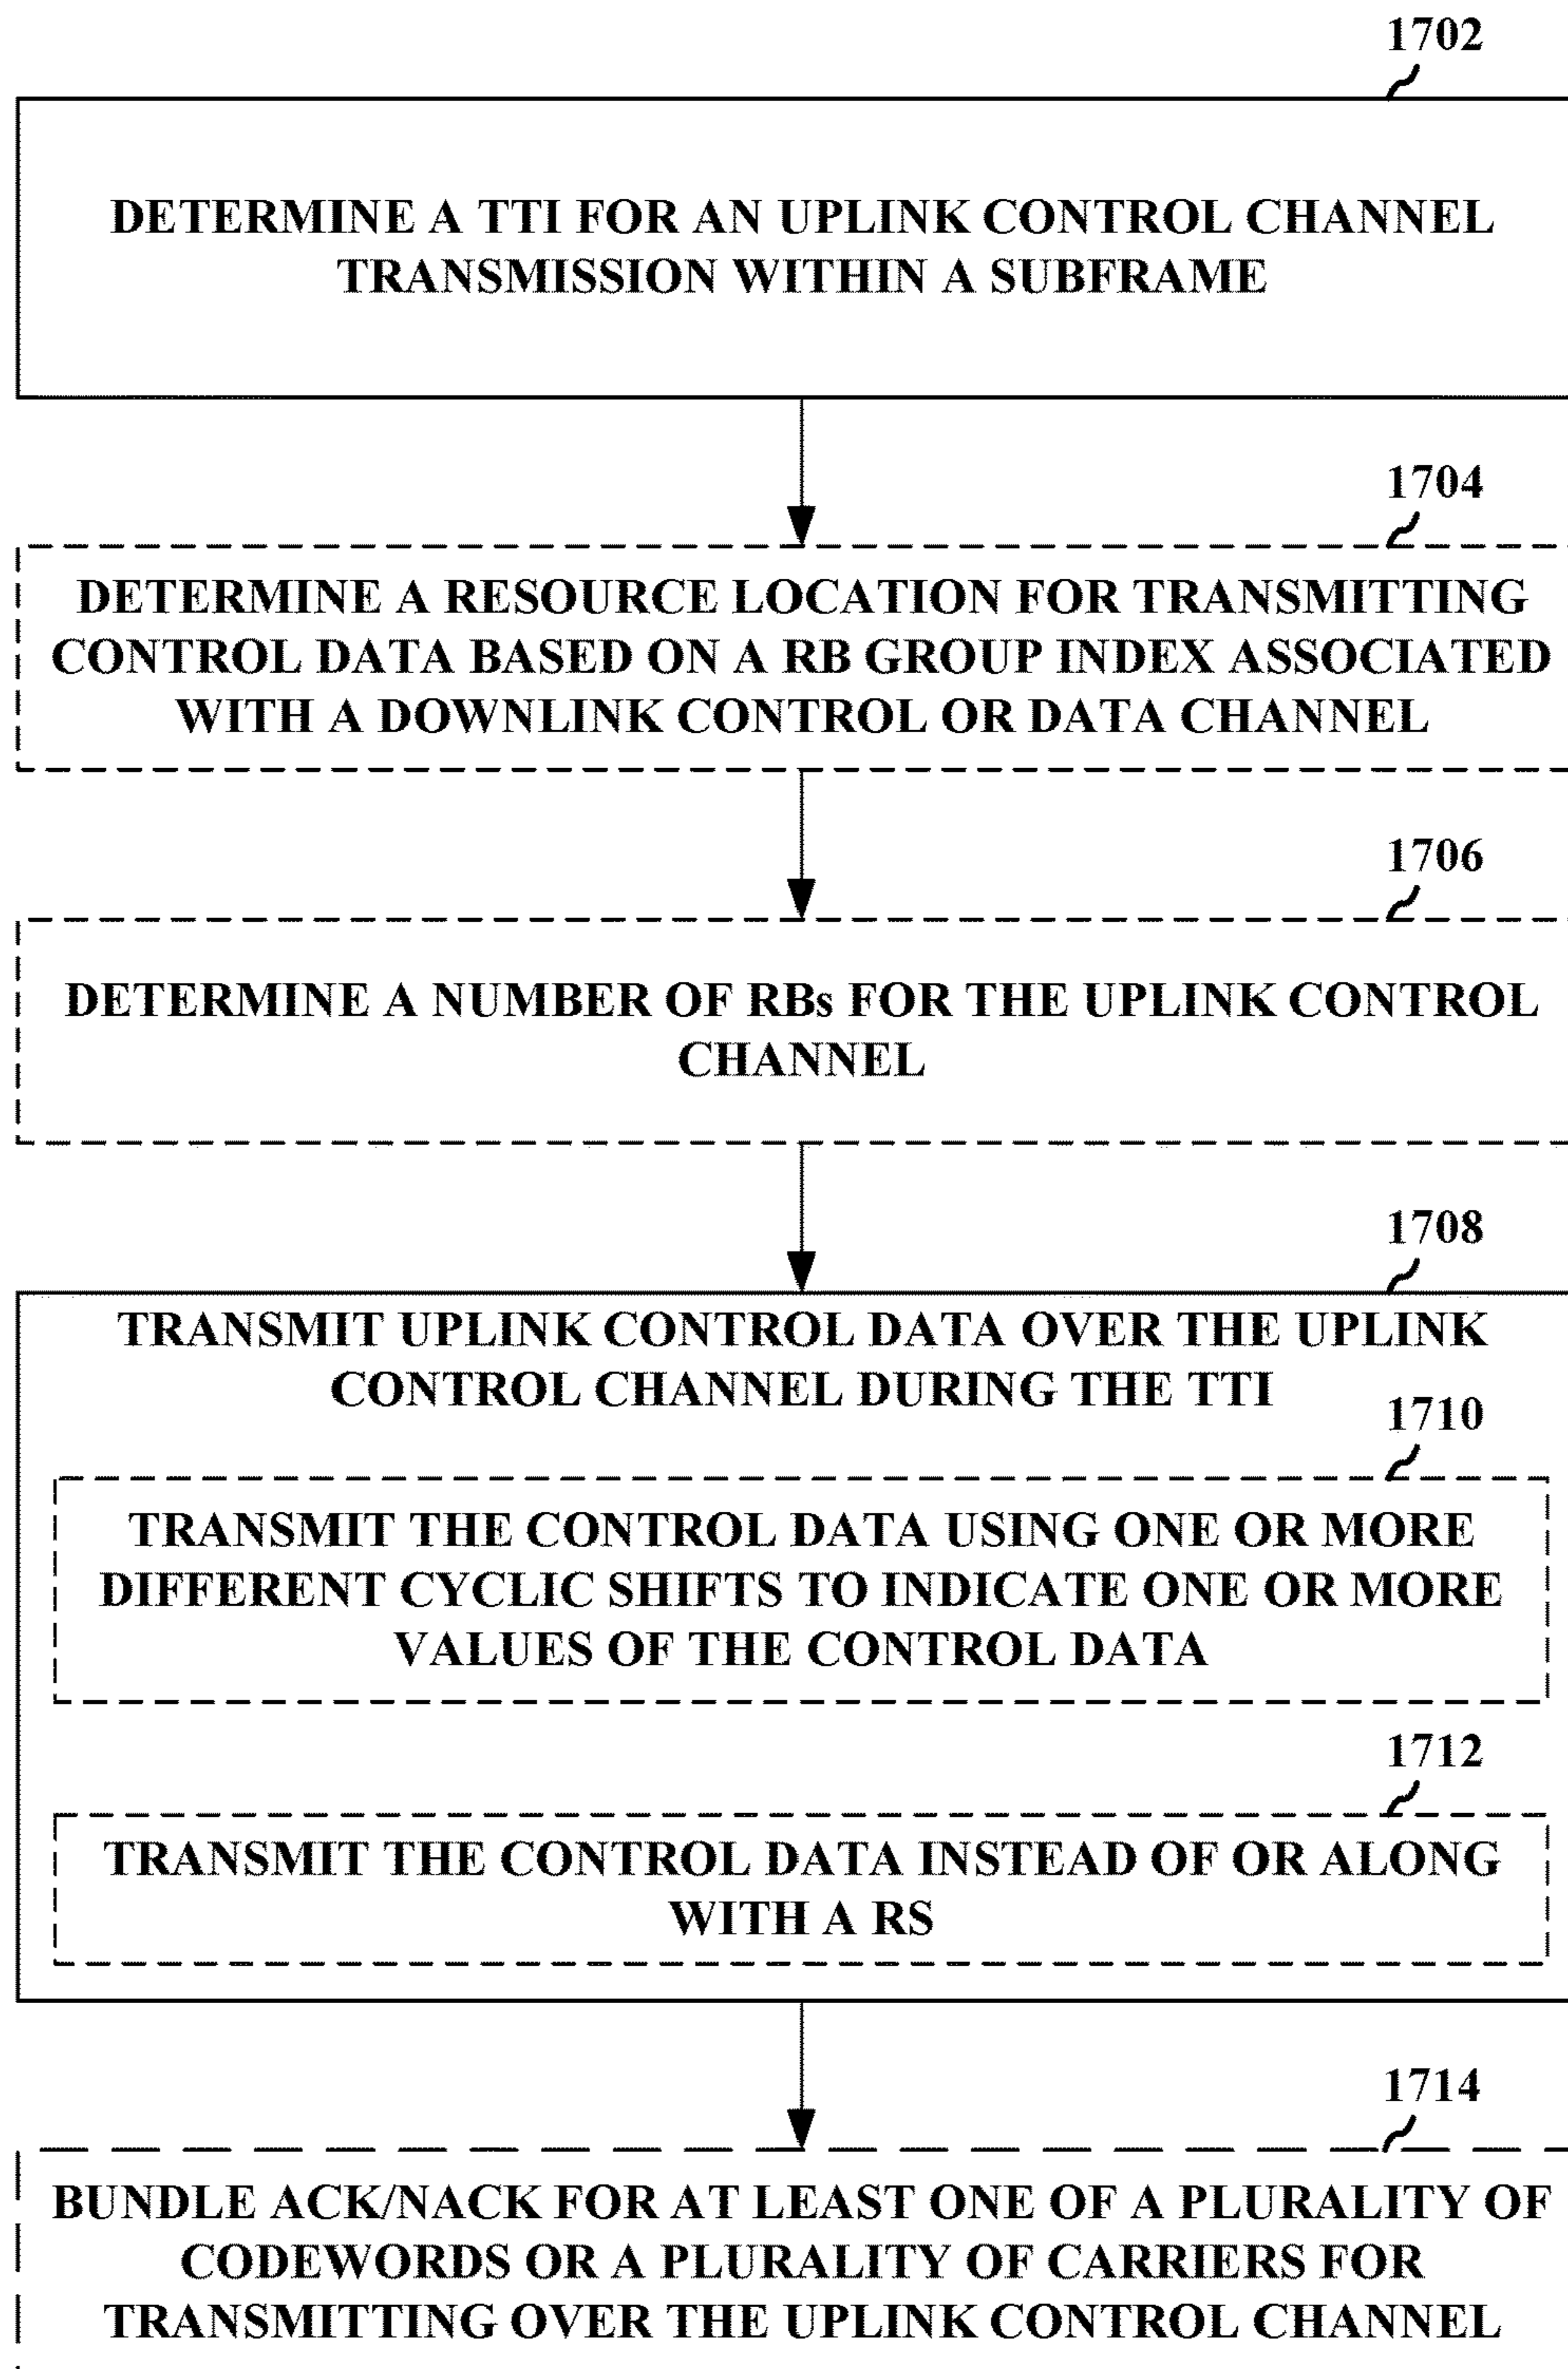 1702
DETERMINE A TTI FOR AN UPLINK CONTROL CHANNEL
TRANSMISSION WITHIN A SUBFRAME
1704
DETERMINE A RESOURCE LOCATION FOR TRANSMITTING
CONTROL DATA BASED ON A RB GROUP INDEX ASSOCIATED
WITH A DOWNLINK CONTROL OR DATA CHANNEL
1706
DETERMINE A NUMBER OF RBs FOR THE UPLINK CONTROL
CHANNEL
1708
TRANSMIT UPLINK CONTROL DATA OVER THE UPLINK
CONTROL CHANNEL DURING THE TTI
1710
TRANSMIT THE CONTROL DATA USING ONE OR MORE
DIFFERENT CYCLIC SHIFTS TO INDICATE ONE OR MORE
VALUES OF THE CONTROL DATA
1712
TRANSMIT THE CONTROL DATA INSTEAD OF OR ALONG
WITH A RS
1714
BUNDLE ACK/NACK FOR AT LEAST ONE OF A PLURALITY OF
CODEWORDS OR A PLURALITY OF CARRIERS FOR
TRANSMITTING OVER THE UPLINK CONTROL CHANNEL